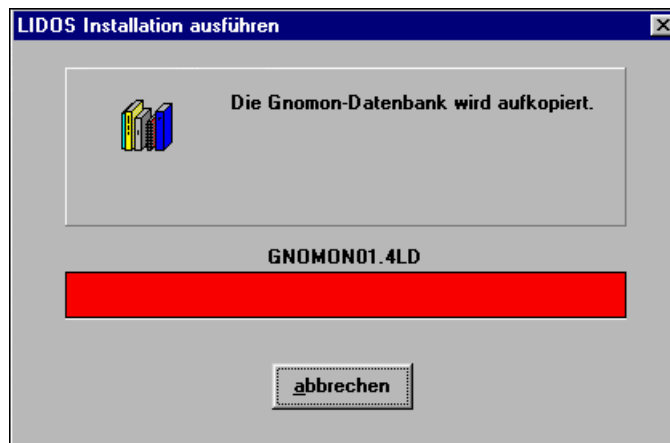 LIDOS Installation ausführen
Die Gnomon-Datenbank wird aufkopiert.
GNOMON01.4LD
abbrechen